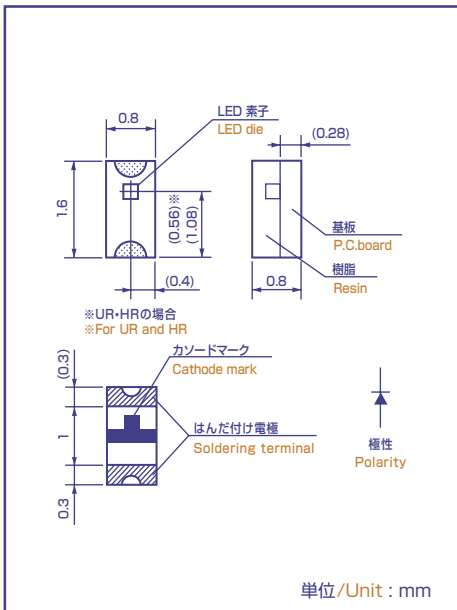 LED 素子
LED die
0.8
(0.28)
1.6
(0.56)※
(1.08)
基板
P.C.board
樹脂
Resin
(0.4)
0.8
※UR・HRの場合
※For UR and HR
カソードマーク
Cathode mark
(0.3)
1
0.3
はんだ付け電極
Soldering terminal
極性
Polarity
単位/Unit : mm